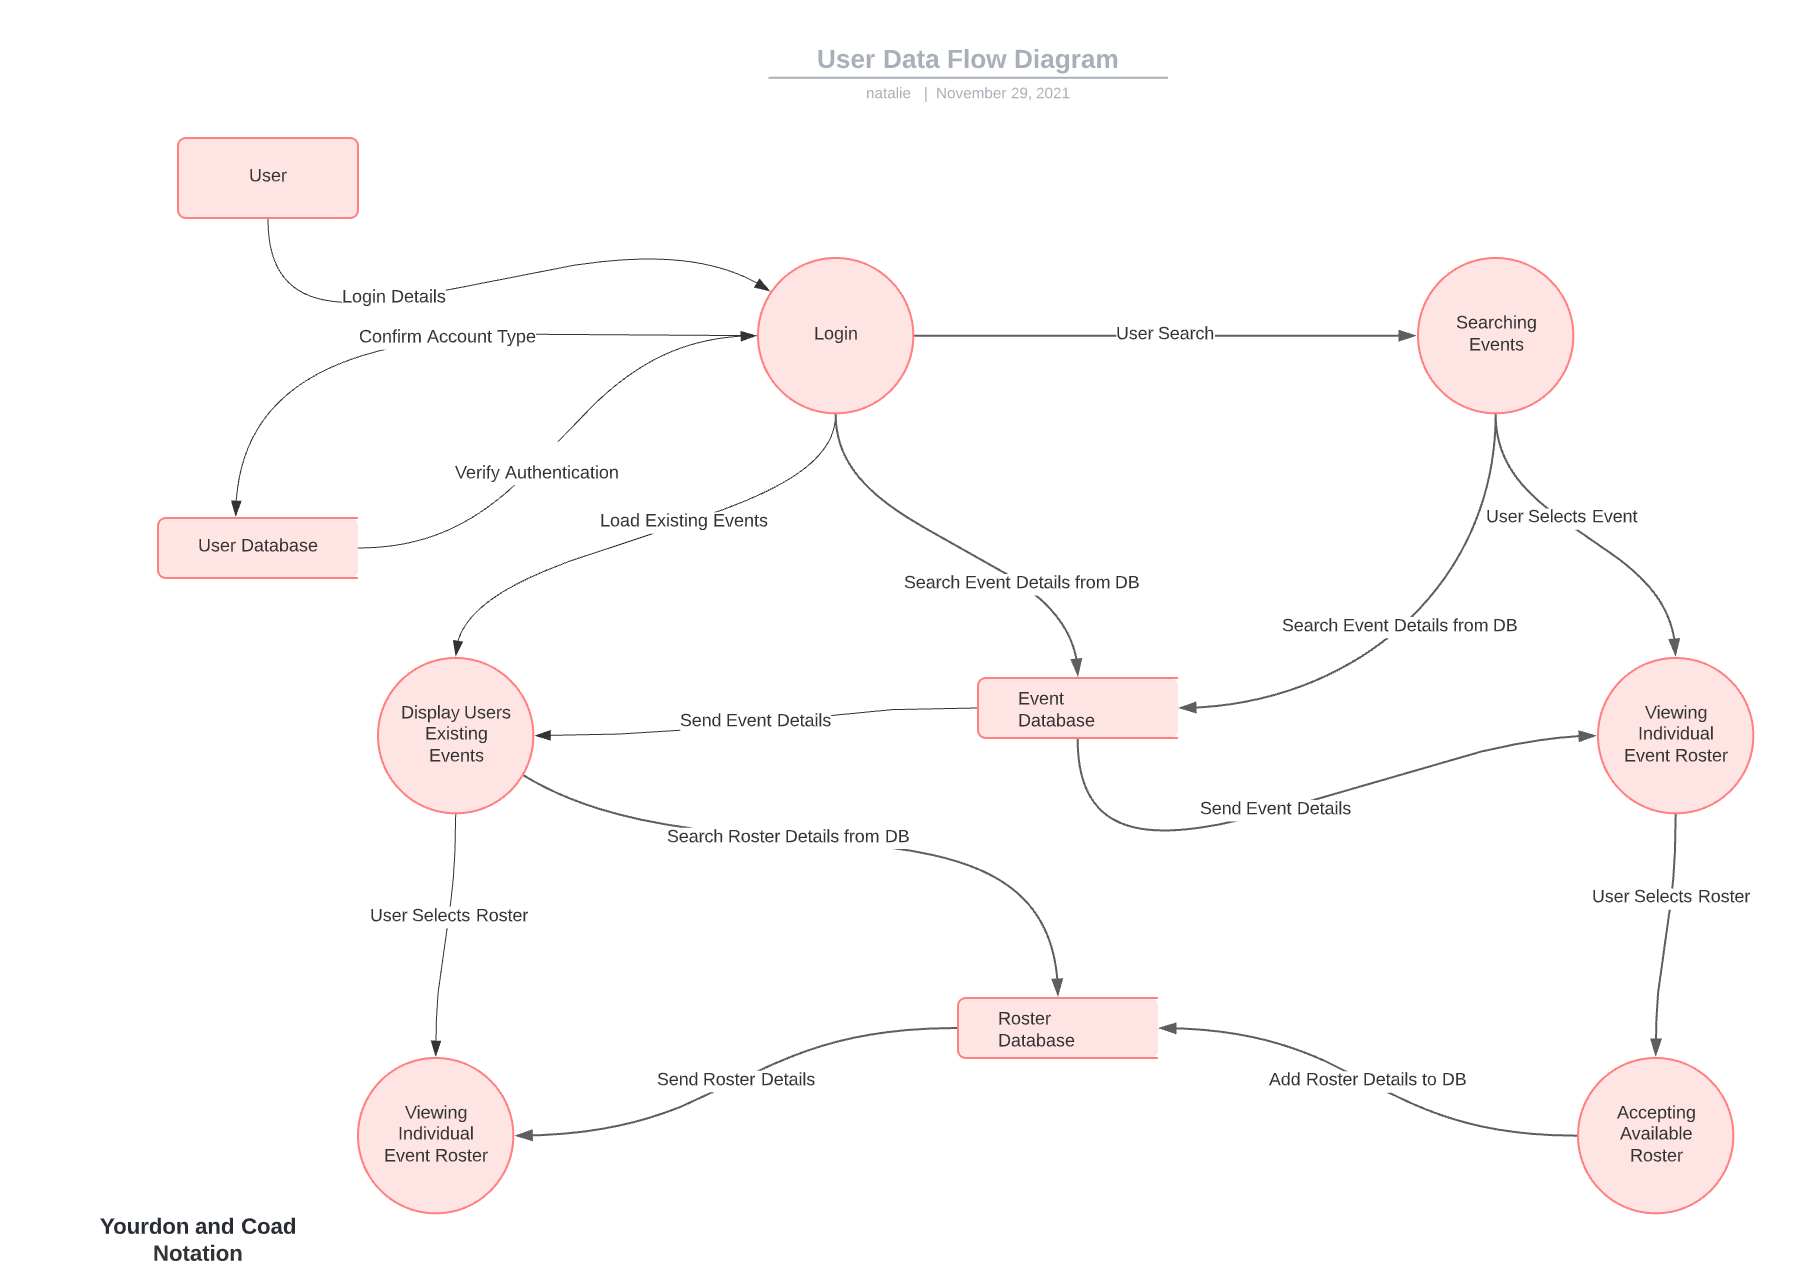 User Data Flow Diagram
natalie | November 29, 2021
User
Login Details
Confirm Account Type
Login
User Search
Searching
Events
Verify Authentication
User Database
Load Existing Events
User Selects Event
Search Event Details from DB
Search Event Details from DB
Display Users
Existing
Events
Send Event Details
Event
Database
Viewing
Individual
Event Roster
Send Event Details
Search Roster Details from DB
User Selects Roster
User Selects Roster
Roster
Database
Send Roster Details
Add Roster Details to DB
Viewing
Individual
Event Roster
Accepting
Available
Roster
Yourdon and Coad
Notation